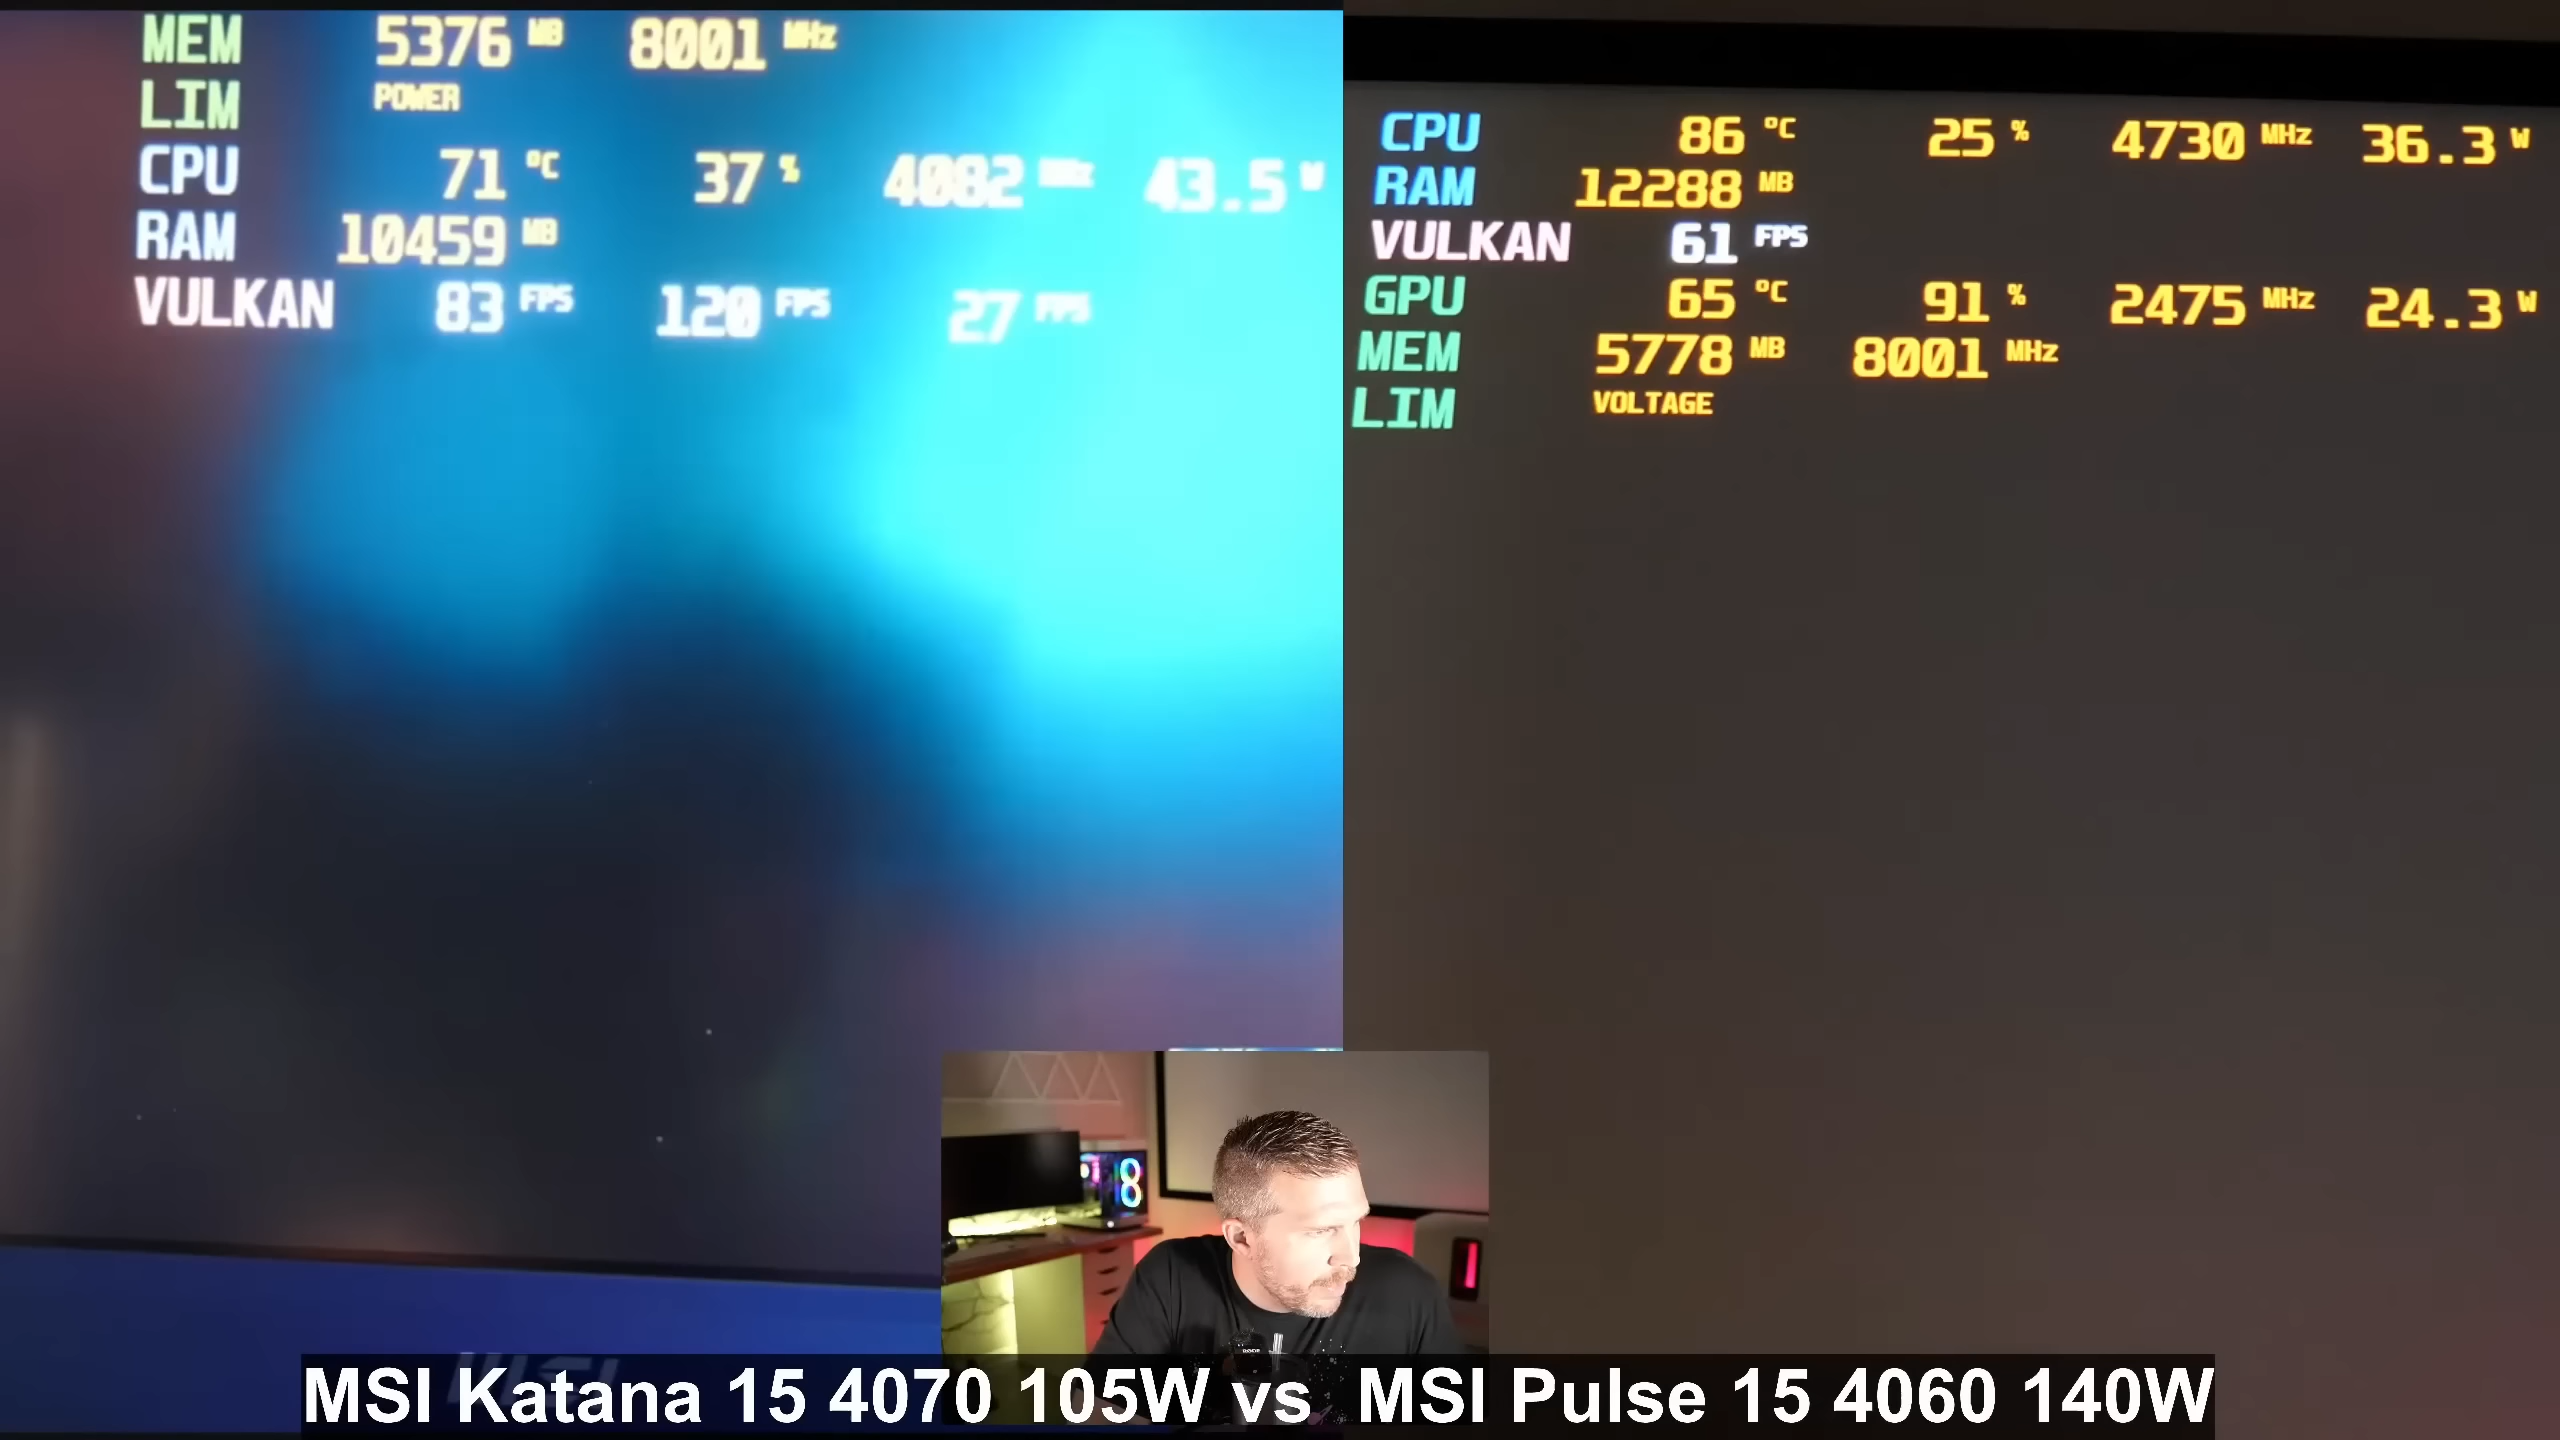 MEM 5376 MB 8001 MHz
LIM POWER
CPU 71 °C 37 % 4082 MHz 43.5 W
RAM 10459 MB
VULKAN 83 FPS 120 FPS 27 FPS
CPU 86 °C 25 % 4730 MHz 36.3 W
RAM 12288 MB
VULKAN 61 FPS
GPU 65 °C 91 % 2475 MHz 24.3 W
MEM 5778 MB 8001 MHz
LIM VOLTAGE
8
msi
MSI Katana 15 4070 105W vs MSI Pulse 15 4060 140W